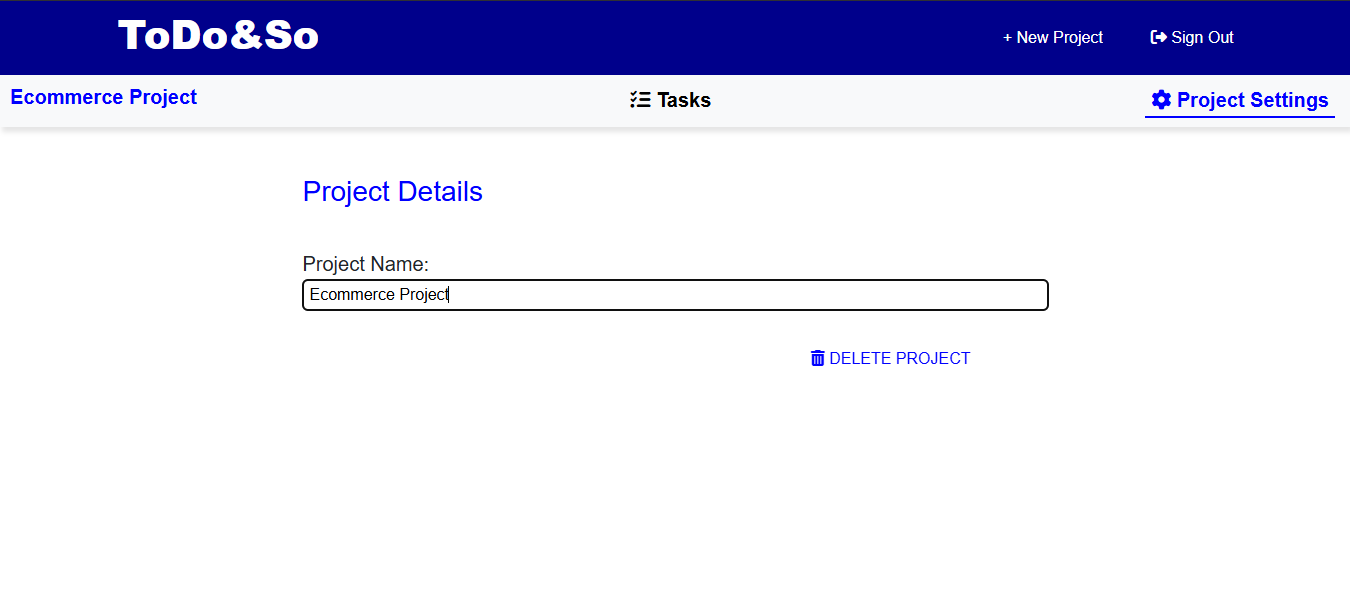 ToDo&So
+ New Project
Sign Out
Ecommerce Project
Tasks
Project Settings
Project Details
Project Name:
Ecommerce Project
DELETE PROJECT